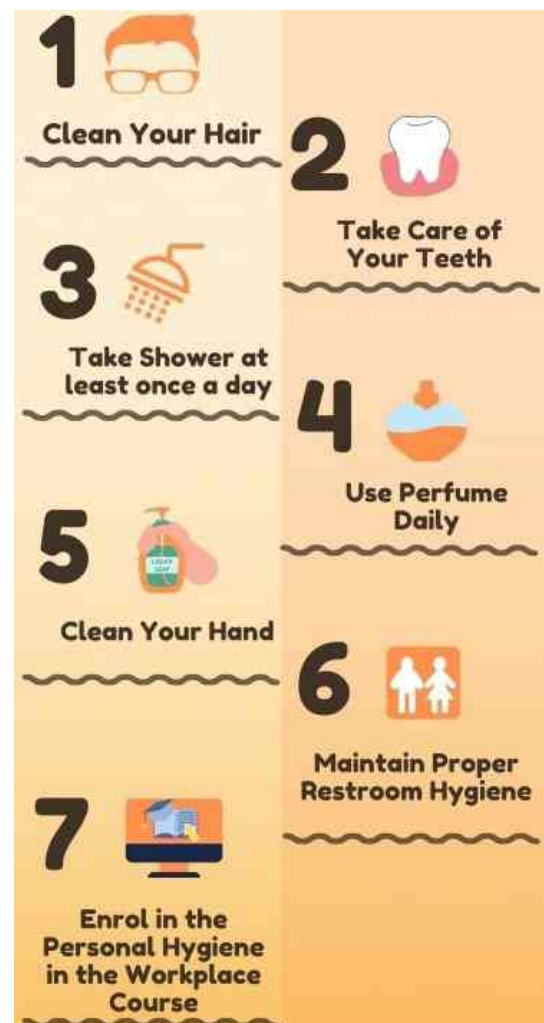 1
Clean Your Hair
2
Take Care of
Your Teeth
3
Take Shower at
least once a day
4
Use Perfume
Daily
5
LIQUID
SOAP
Clean Your Hand
6
Maintain Proper
Restroom Hygiene
7
Enrol in the
Personal Hygiene
in the Workplace
Course